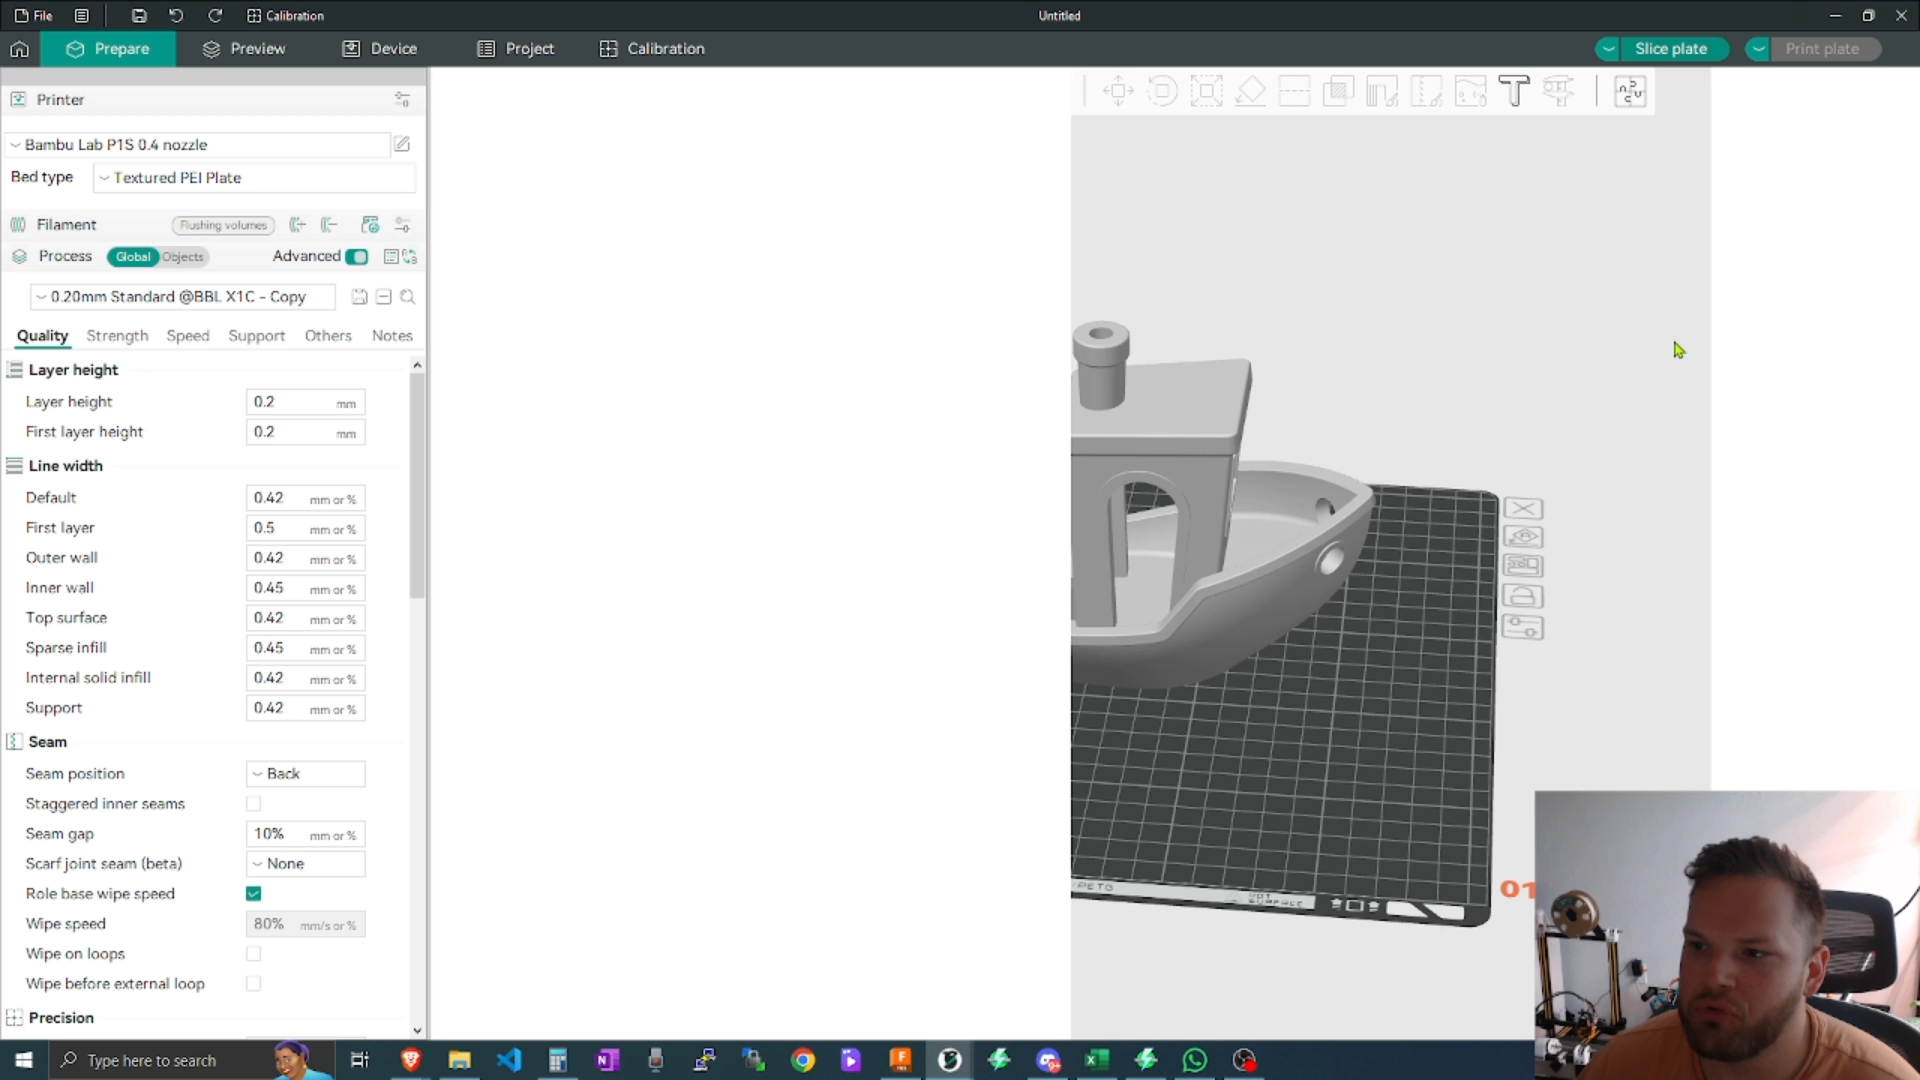 File
Calibration
Untitled
Prepare
Preview
Device
Project
Calibration
Slice plate
Print plate
Printer
Bambu Lab P1S 0.4 nozzle
Bed type
Textured PEI Plate
Filament
Flushing volumes
Process
Global
Objects
Advanced
0.20mm Standard @BBL X1C - Copy
Quality
Strength
Speed
Support
Others
Notes
Layer height
Layer height 0.2 mm
First layer height 0.2 mm
Line width
Default 0.42 mm or %
First layer 0.5 mm or %
Outer wall 0.42 mm or %
Inner wall 0.45 mm or %
Top surface 0.42 mm or %
Sparse infill 0.45 mm or %
Internal solid infill 0.42 mm or %
Support 0.42 mm or %
Seam
Seam position Back
Staggered inner seams
Seam gap 10% mm or %
Scarf joint seam (beta) None
Role base wipe speed
Wipe speed 80% mm/s or %
Wipe on loops
Wipe before external loop
Precision
PETG
HOT SURFACE
01
Type here to search